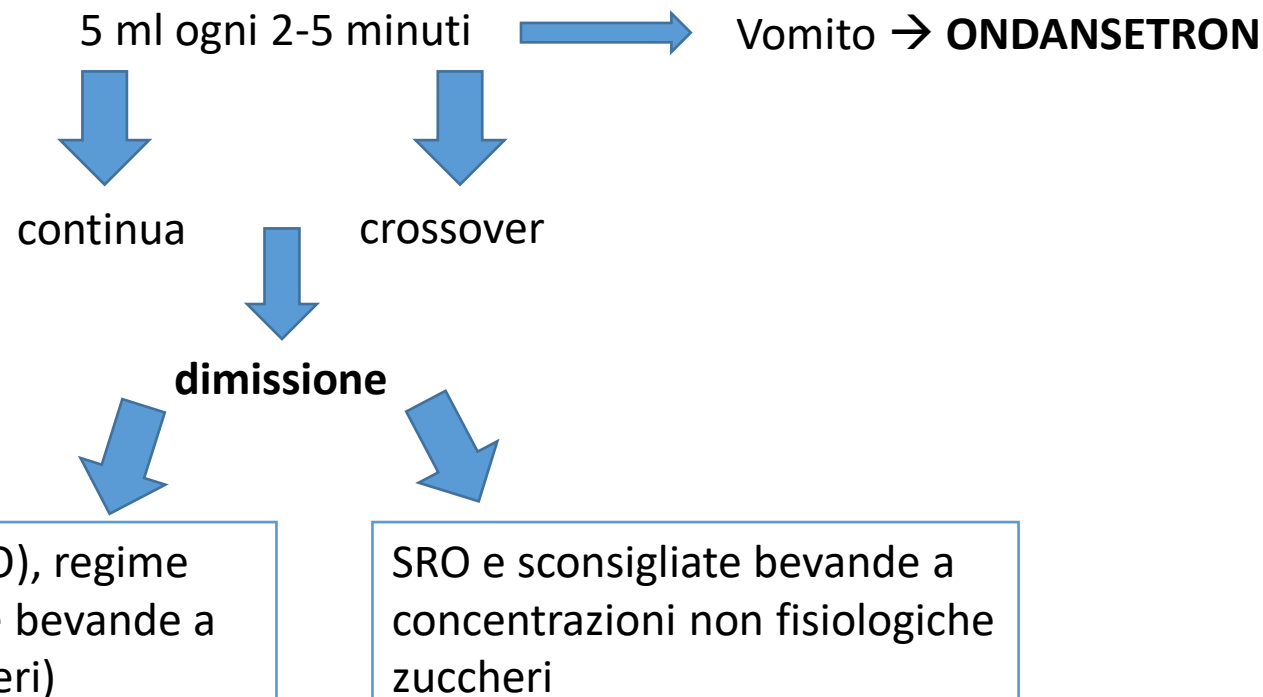 5 ml ogni 2-5 minuti
Vomito → ONDANSETRON
continua
crossover
dimissione
), regime
bevande a
eri)
SRO e sconsigliate bevande a
concentrazioni non fisiologiche
zuccheri